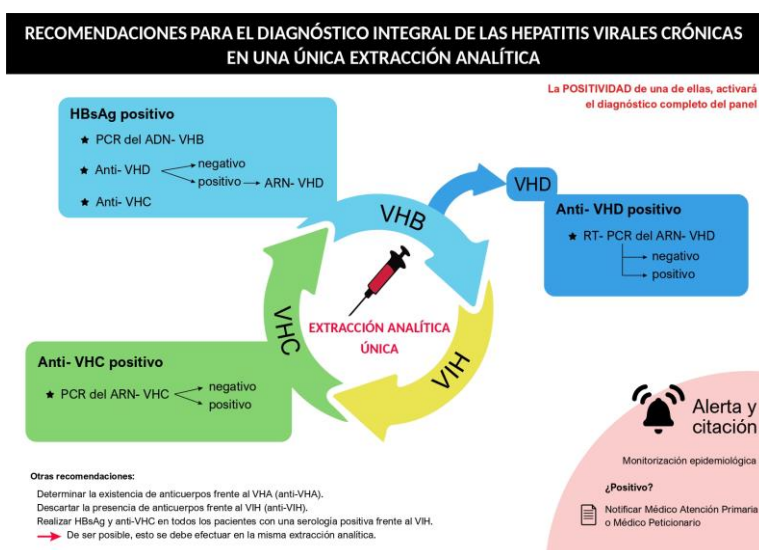 RECOMENDACIONES PARA EL DIAGNÓSTICO INTEGRAL DE LAS HEPATITIS VIRALES CRÓNICAS
EN UNA ÚNICA EXTRACCIÓN ANALÍTICA
La POSITIVIDAD de una de ellas, activará
el diagnóstico completo del panel
HBsAg positivo
PCR del ADN- VHB
Anti- VHD
negativo
positivo
ARN- VHD
Anti- VHC
VHB
VHD
Anti- VHD positivo
RT- PCR del ARN- VHD
negativo
positivo
EXTRACCIÓN ANALÍTICA
ÚNICA
VHC
VIH
Anti- VHC positivo
PCR del ARN- VHC
negativo
positivo
Alerta y
citación
Monitorización epidemiológica
¿Positivo?
Notificar Médico Atención Primaria
o Médico Peticionario
Otras recomendaciones:
Determinar la existencia de anticuerpos frente al VHA (anti-VHA).
Descartar la presencia de anticuerpos frente al VIH (anti-VIH).
Realizar HBsAg y anti-VHC en todos los pacientes con una serología positiva frente al VIH.
De ser posible, esto se debe efectuar en la misma extracción analítica.